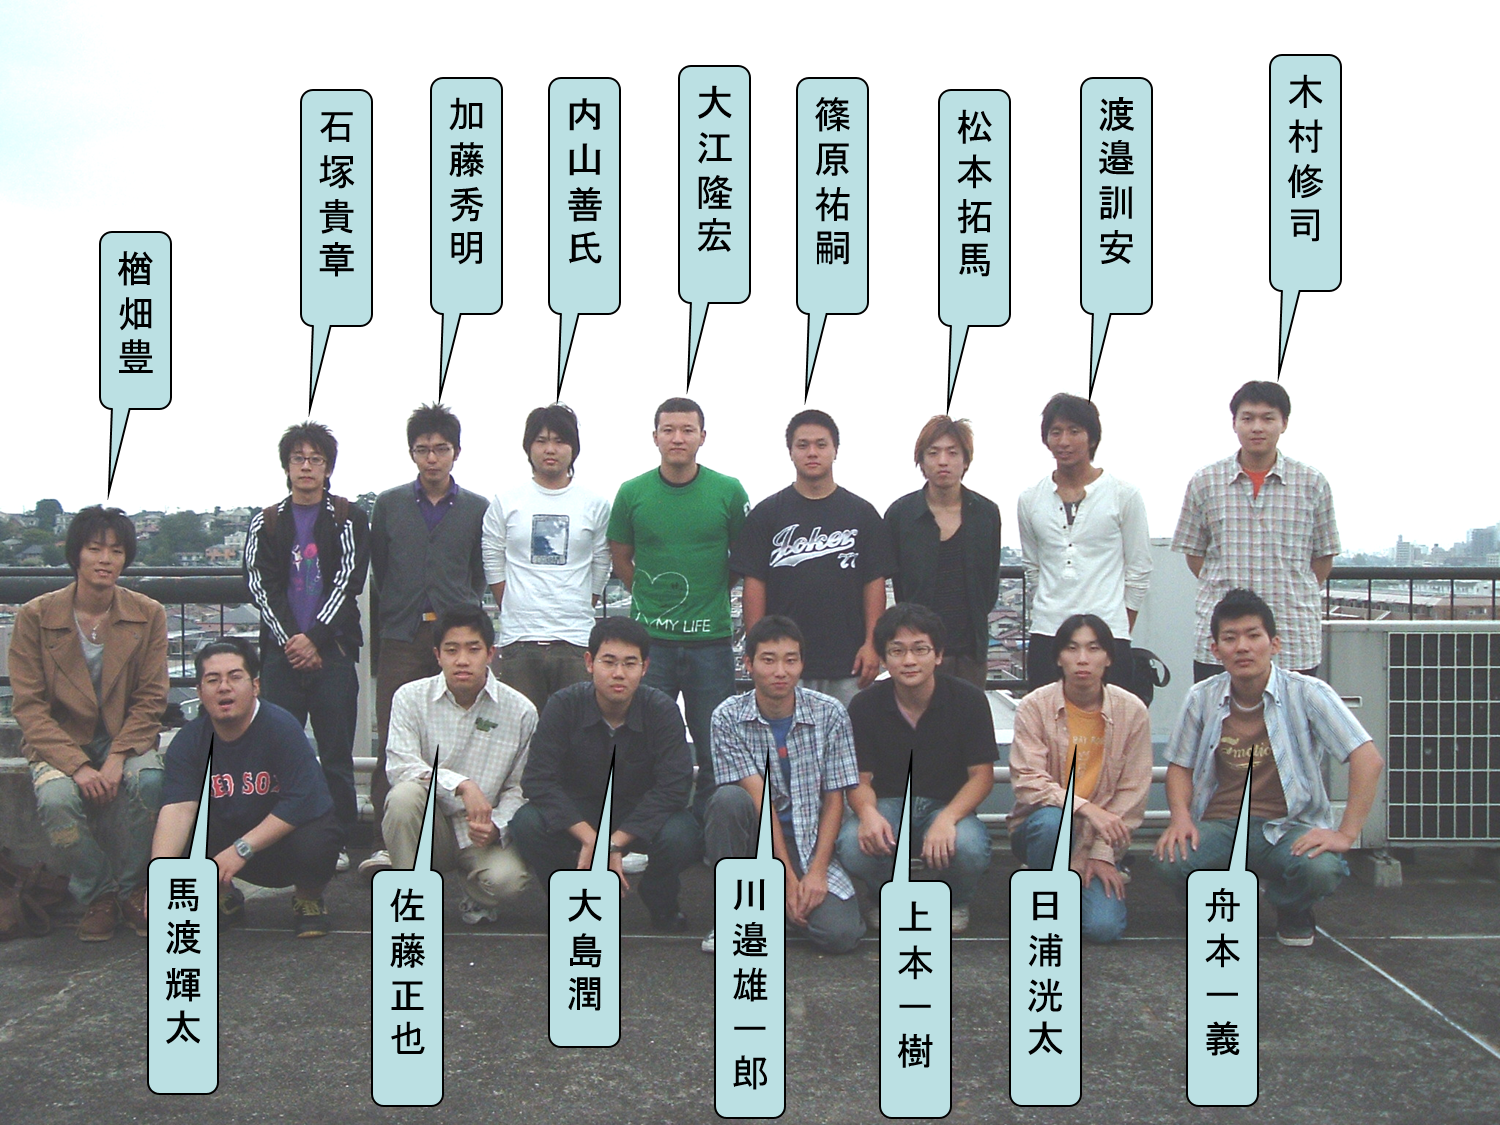 楢畑豊
石塚貴章
加藤秀明
内山善氏
大江隆宏
篠原祐嗣
松本拓馬
渡邉訓安
木村修司
Joker
'71
MY LIFE
馬渡輝太
佐藤正也
大島潤
川邉雄一郎
上本一樹
日浦洸太
舟本一義